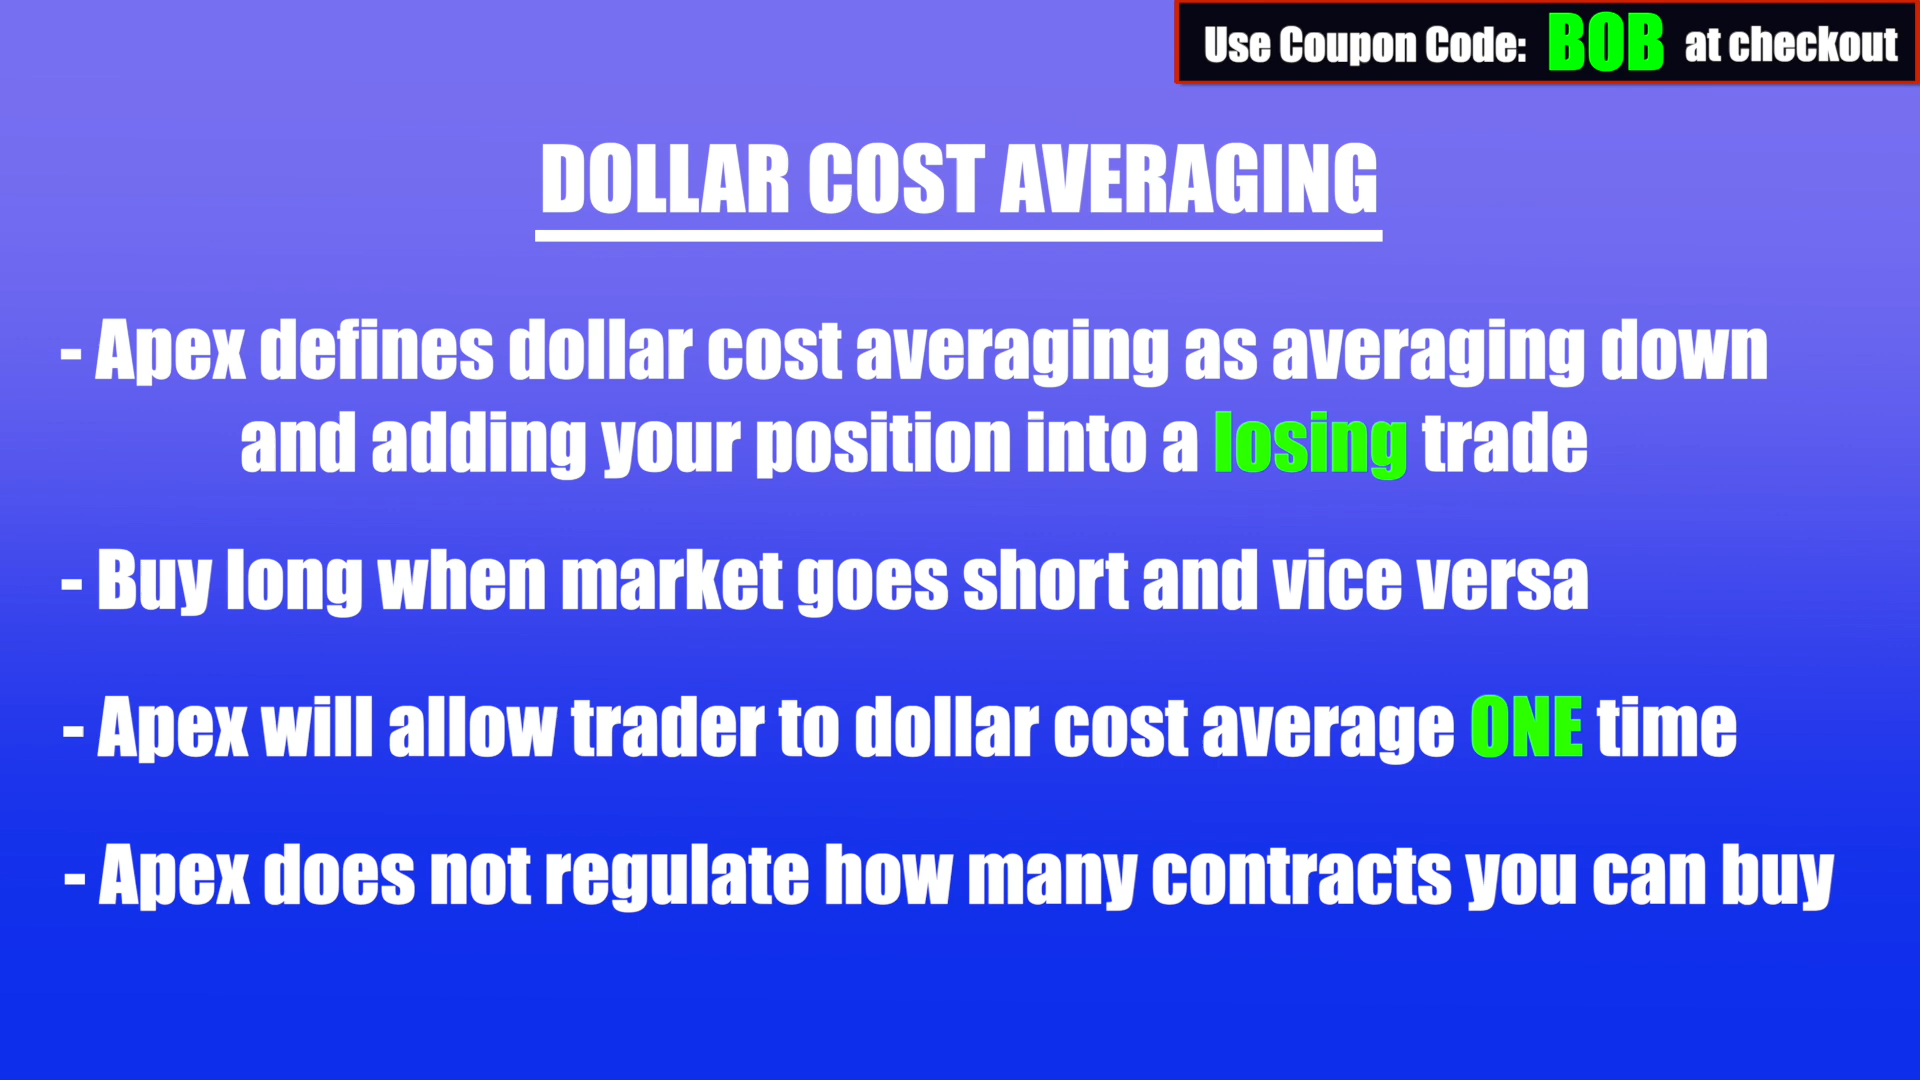 Use Coupon Code: BOB at checkout
DOLLAR COST AVERAGING
- Apex defines dollar cost averaging as averaging down
and adding your position into a losing trade
- Buy long when market goes short and vice versa
- Apex will allow trader to dollar cost average ONE time
- Apex does not regulate how many contracts you can buy